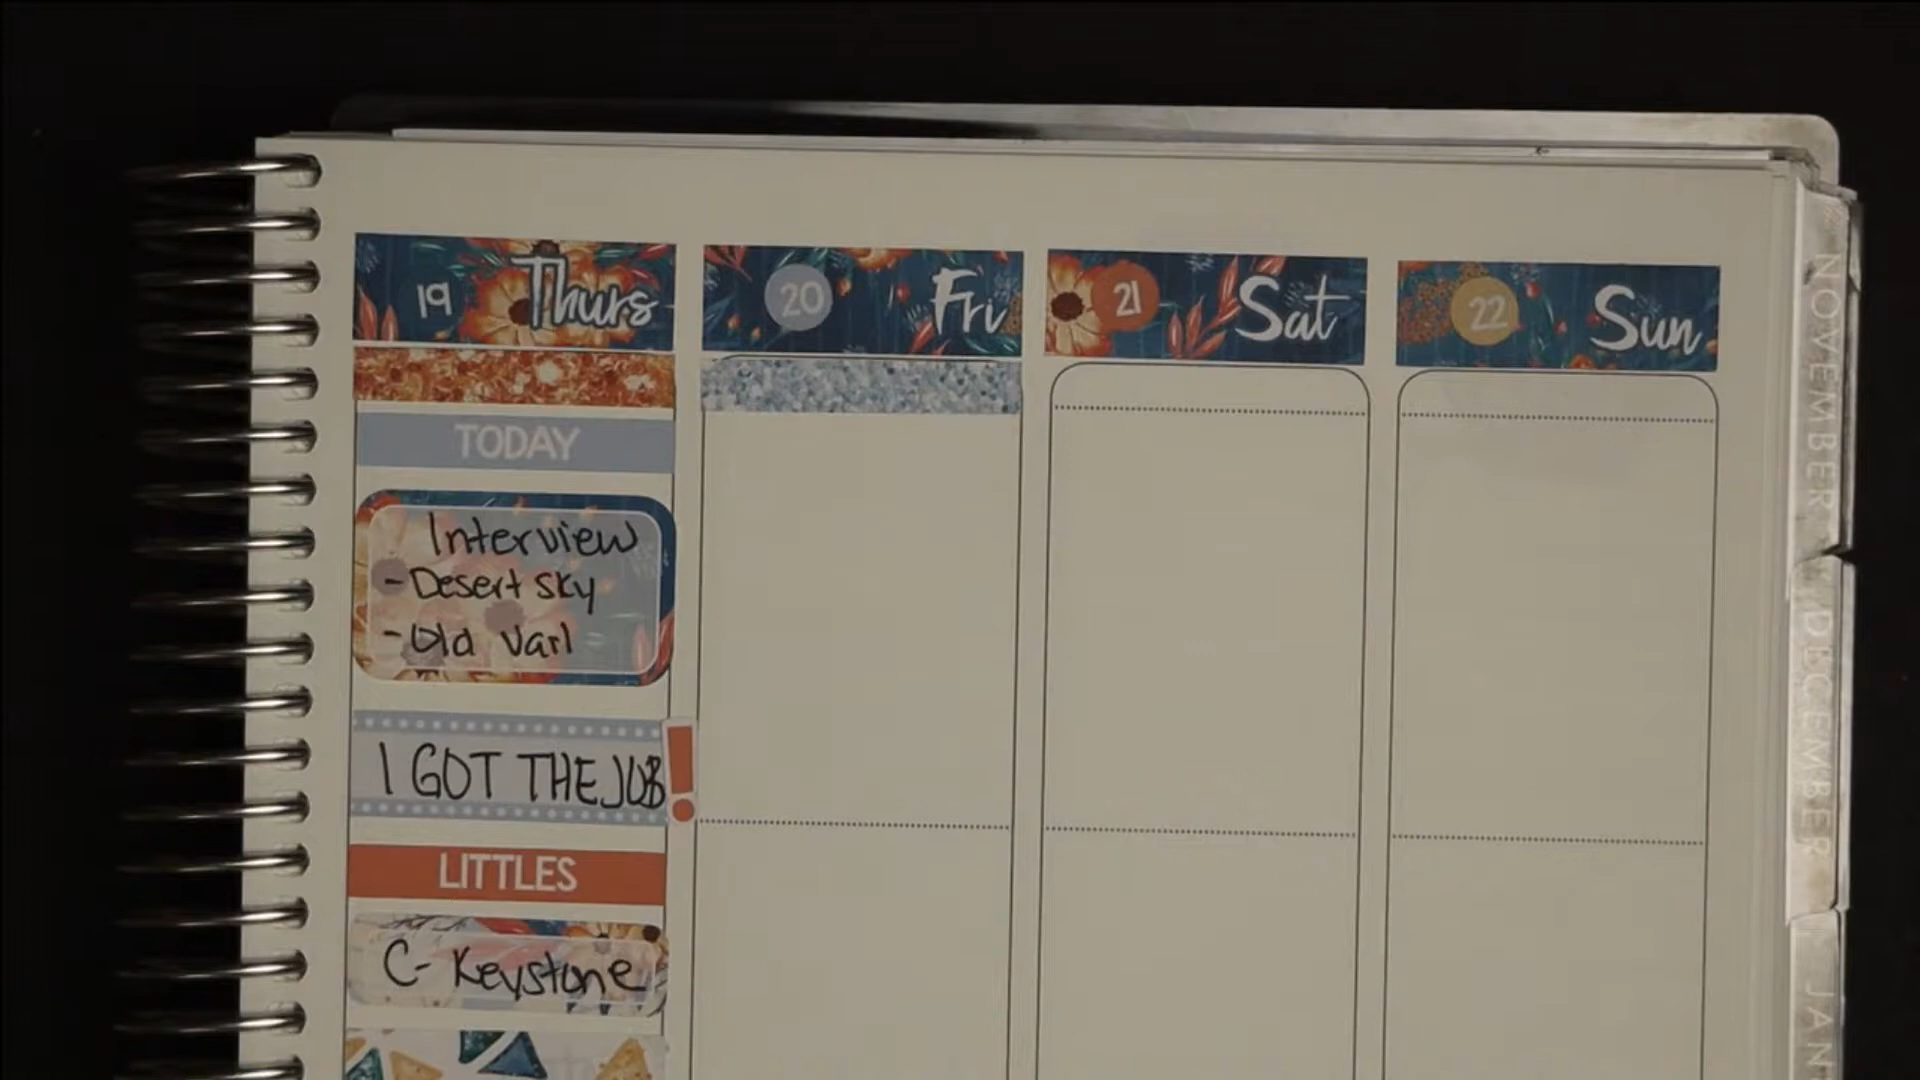 19 Thurs
20 Fri
21 Sat
22 Sun
TODAY
Interview
- Desert Sky
- Old Vail
I GOT THE JOB!
LITTLES
C- Keystone
NOVEMBER
DECEMBER
JAN